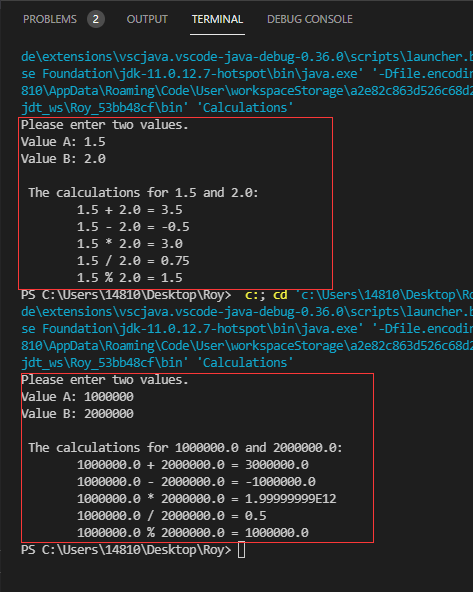 PROBLEMS 2 OUTPUT TERMINAL DEBUG CONSOLE
de\extensions\vscjava.vscode-java-debug-0.36.0\scripts\launcher.b
se Foundation\jdk-11.0.12.7-hotspot\bin\java.exe' '-Dfile.encodin
810\AppData\Roaming\Code\User\workspaceStorage\a2e82c863d526c68d2
jdt_ws\Roy_53bb48cf\bin' 'Calculations'
Please enter two values.
Value A: 1.5
Value B: 2.0
The calculations for 1.5 and 2.0:
1.5 + 2.0 = 3.5
1.5 - 2.0 = -0.5
1.5 * 2.0 = 3.0
1.5 / 2.0 = 0.75
1.5 % 2.0 = 1.5
PS C:\Users\14810\Desktop\Roy> c:; cd 'c:\Users\14810\Desktop\Ro
de\extensions\vscjava.vscode-java-debug-0.36.0\scripts\launcher.b
se Foundation\jdk-11.0.12.7-hotspot\bin\java.exe' '-Dfile.encodin
810\AppData\Roaming\Code\User\workspaceStorage\a2e82c863d526c68d2
jdt_ws\Roy_53bb48cf\bin' 'Calculations'
Please enter two values.
Value A: 1000000
Value B: 2000000
The calculations for 1000000.0 and 2000000.0:
1000000.0 + 2000000.0 = 3000000.0
1000000.0 - 2000000.0 = -1000000.0
1000000.0 * 2000000.0 = 1.99999999E12
1000000.0 / 2000000.0 = 0.5
1000000.0 % 2000000.0 = 1000000.0
PS C:\Users\14810\Desktop\Roy>